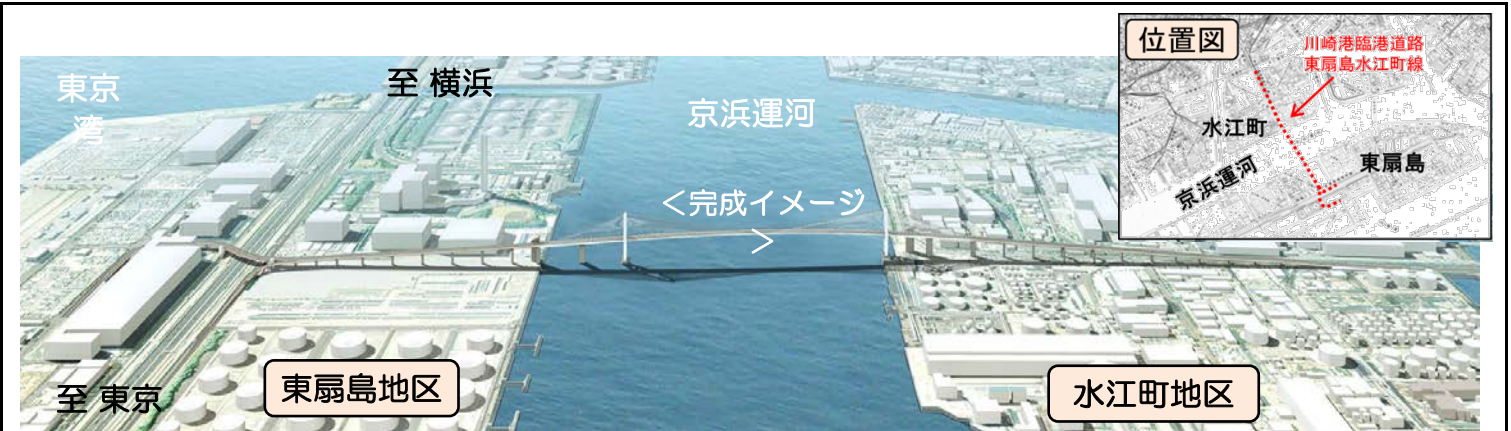 位置図
川崎港臨港道路
東扇島水江町線
水江町
東扇島
京浜運河
東京
湾
至 横浜
京浜運河
<完成イメージ
>
至 東京
東扇島地区
水江町地区